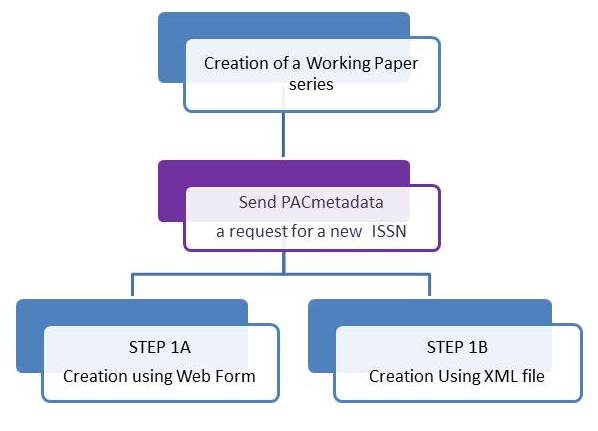 Creation of a Working Paper
series
Send PACmetadata
a request for a new ISSN
STEP 1A
Creation using Web Form
STEP 1B
Creation Using XML file